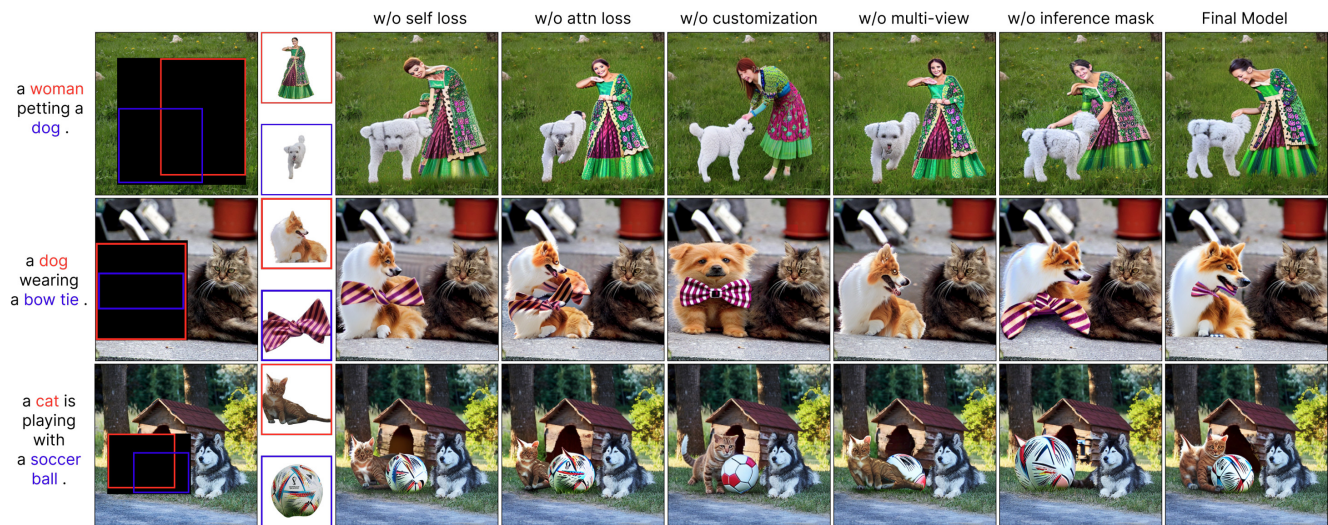 w/o self loss
w/o attn loss
w/o customization
w/o multi-view
w/o inference mask
Final Model
a woman
petting a
dog .
a dog
wearing
a bow tie .
a cat is
playing
with
a soccer
ball .